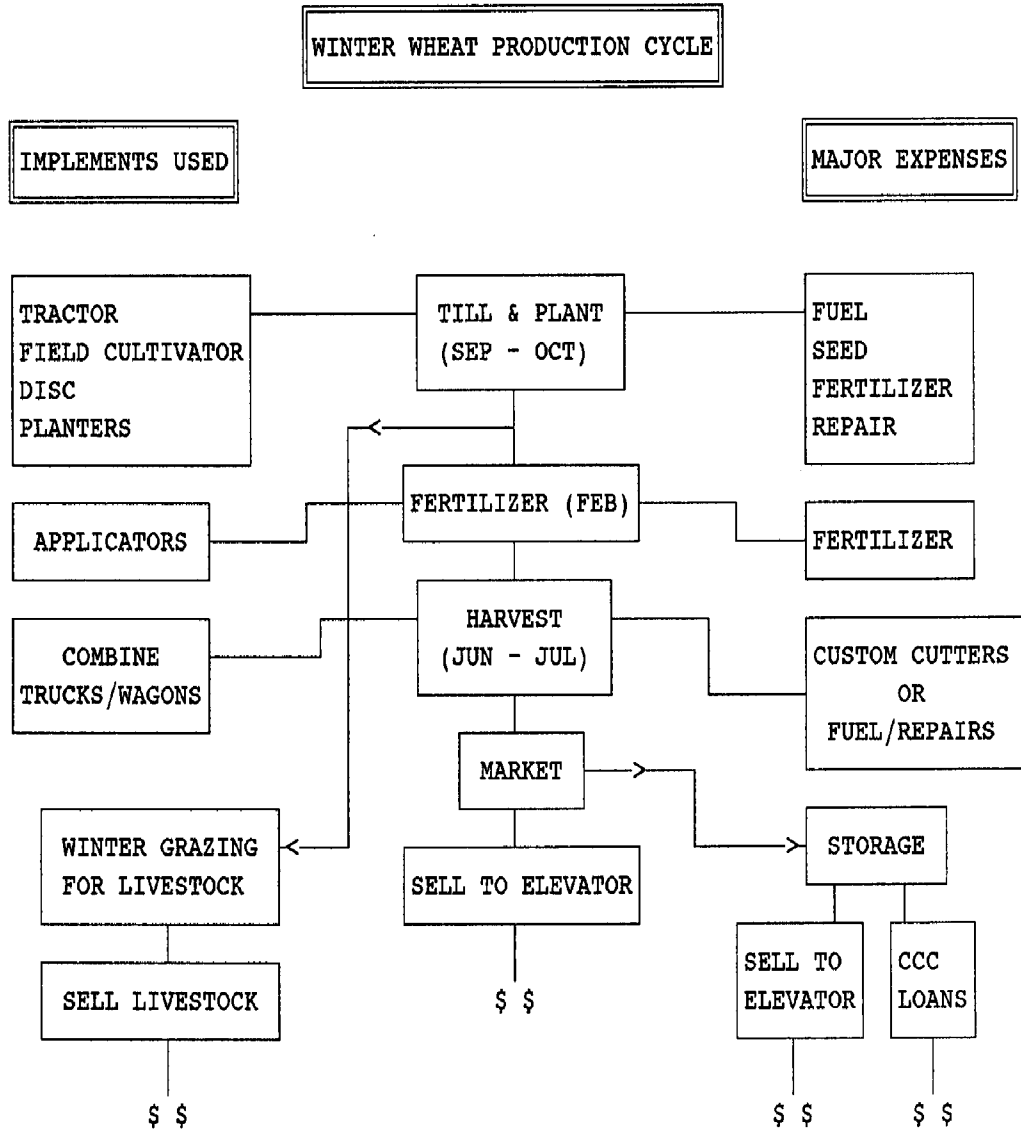 WINTER WHEAT PRODUCTION CYCLE
IMPLEMENTS USED
MAJOR EXPENSES
TRACTOR
FIELD CULTIVATOR
DISC
PLANTERS
TILL & PLANT
(SEP - OCT)
FUEL
SEED
FERTILIZER
REPAIR
APPLICATORS
FERTILIZER (FEB)
FERTILIZER
COMBINE
TRUCKS/WAGONS
HARVEST
(JUN - JUL)
CUSTOM CUTTERS
OR
FUEL/REPAIRS
MARKET
WINTER GRAZING
FOR LIVESTOCK
SELL TO ELEVATOR
STORAGE
SELL LIVESTOCK
$ $
SELL TO
ELEVATOR
CCC
LOANS
$ $
$ $
$ $